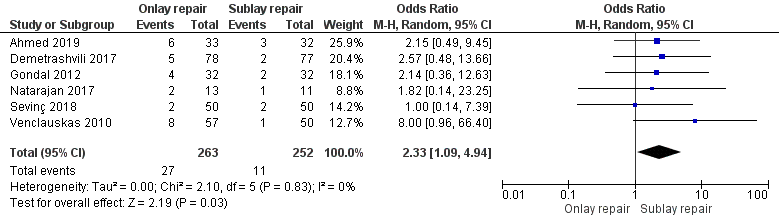 Onlay repair Sublay repair Odds Ratio Odds Ratio
Study or Subgroup Events Total Events Total Weight M-H, Random, 95% CI M-H, Random, 95% CI
Ahmed 2019 6 33 3 32 25.9% 2.15 [0.49, 9.45]
Demetrashvili 2017 5 78 2 77 20.4% 2.57 [0.48, 13.66]
Gondal 2012 4 32 2 32 18.1% 2.14 [0.36, 12.63]
Natarajan 2017 2 13 1 11 8.8% 1.82 [0.14, 23.25]
Sevinç 2018 2 50 2 50 14.2% 1.00 [0.14, 7.39]
Venclauskas 2010 8 57 1 50 12.7% 8.00 [0.96, 66.40]
Total (95% CI) 263 252 100.0% 2.33 [1.09, 4.94]
Total events 27 11
Heterogeneity: Tau² = 0.00; Chi² = 2.10, df = 5 (P = 0.83); I² = 0%
Test for overall effect: Z = 2.19 (P = 0.03)
0.01 0.1 1 10 100
Onlay repair Sublay repair